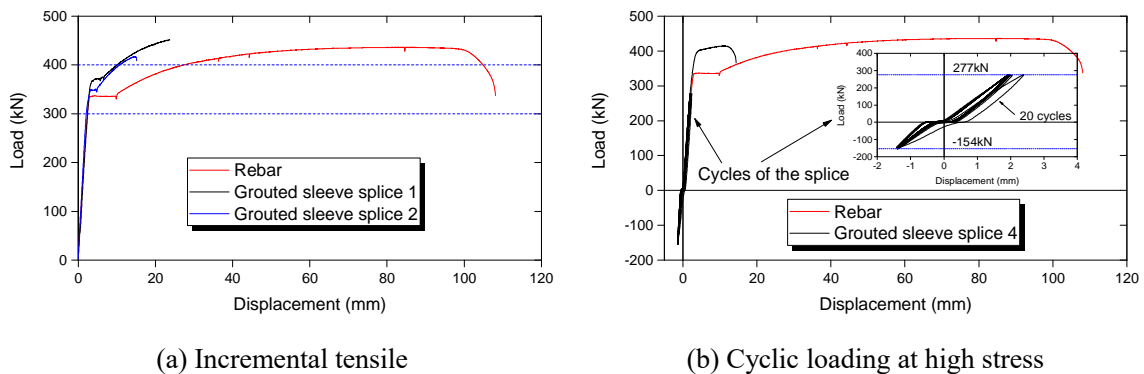 500
400
300
200
100
0
Load (kN)
Rebar
Grouted sleeve splice 1
Grouted sleeve splice 2
0 20 40 60 80 100 120
Displacement (mm)
(a) Incremental tensile
500
400
300
200
100
0
-100
-200
Load (kN)
Cycles of the splice
400
300
200
100
0
-100
-200
Load (kN)
277kN
20 cycles
-154kN
-2 -1 0 1 2 3 4
Displacement (mm)
Rebar
Grouted sleeve splice 4
0 20 40 60 80 100 120
Displacement (mm)
(b) Cyclic loading at high stress